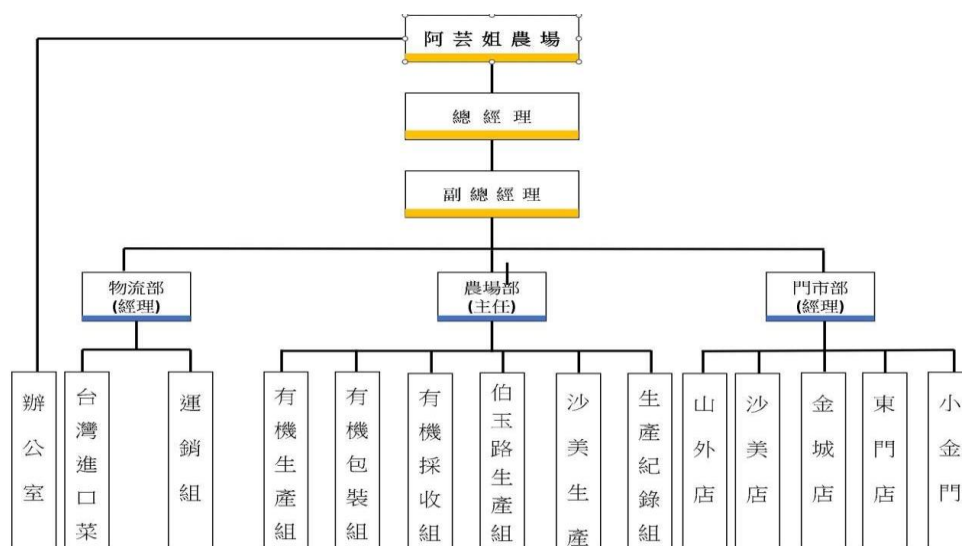 阿芸姐農場
總經理
副總經理
物流部
(經理)
農場部
(主任)
門市部
(經理)
辦公室
台灣進口菜
運銷組
有機生產組
有機包裝組
有機採收組
伯玉路生產組
沙美生產
生產紀錄組
山外店
沙美店
金城店
東門店
小金門